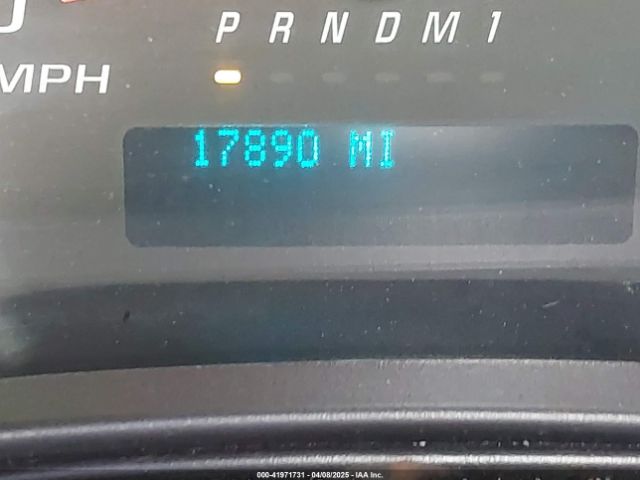 P R N D M 1
MPH
17890 MI
000-41971731 - 04/08/2025 - IAA Inc.